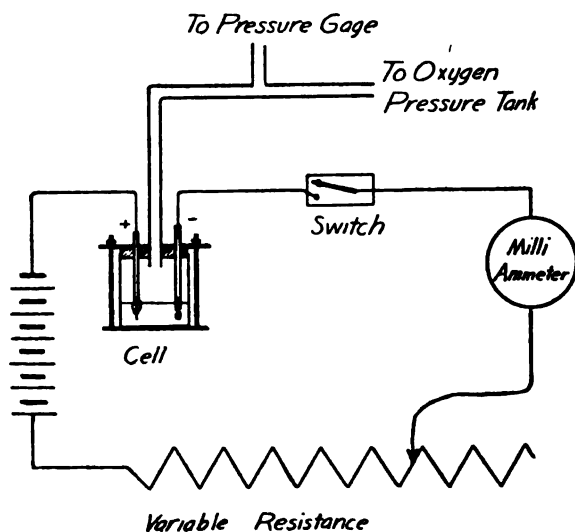 To Pressure Gage
To Oxygen
Pressure Tank
+
-
Switch
Milli
Ammeter
Cell
Variable Resistance